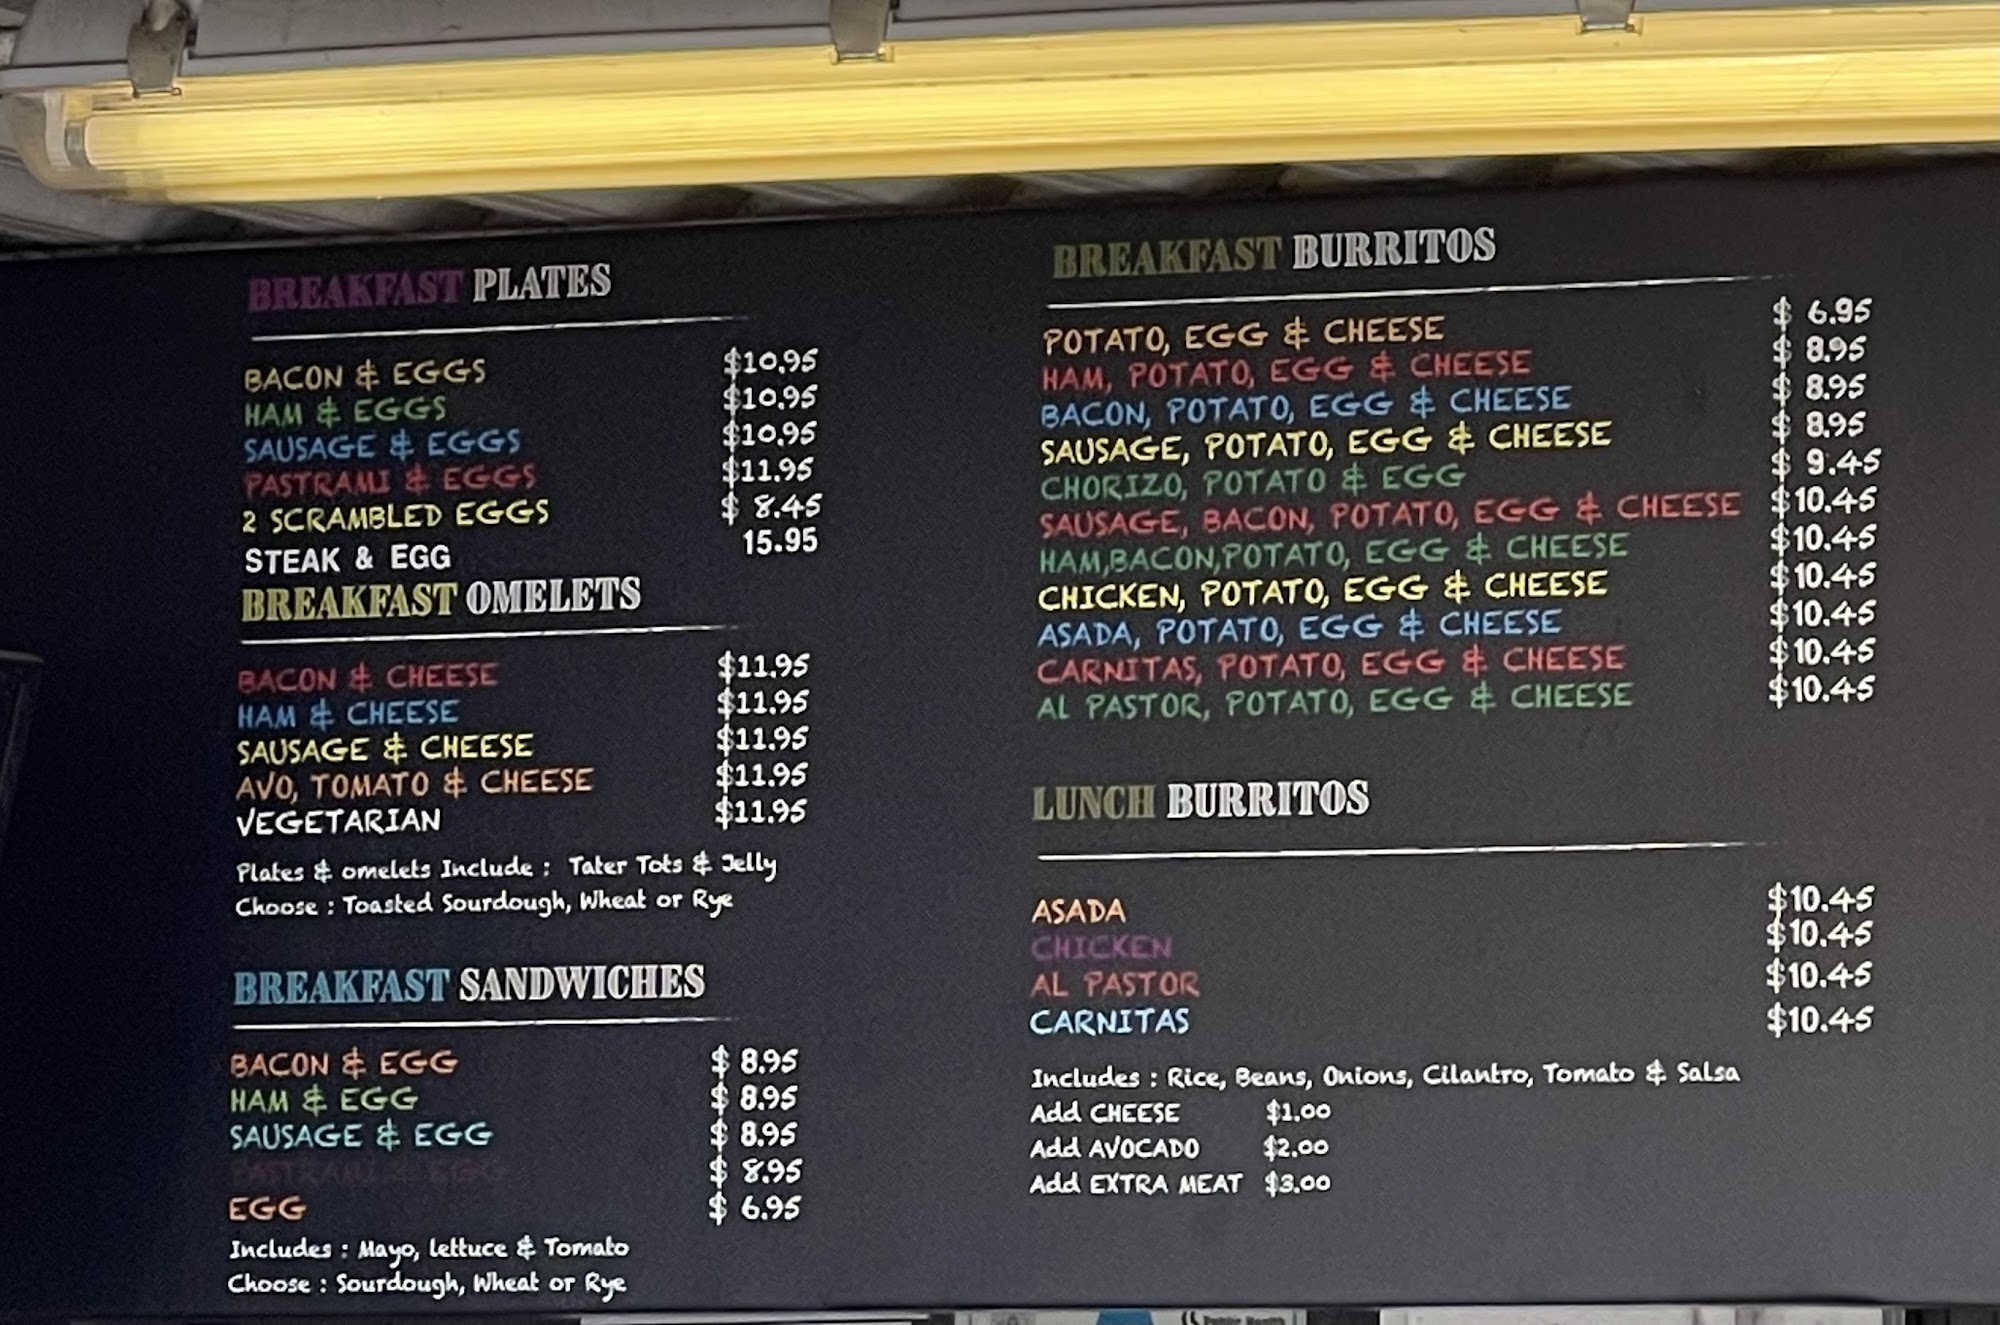 BREAKFAST PLATES
BACON & EGGS $10.95
HAM & EGGS $10.95
SAUSAGE & EGGS $10.95
PASTRAMI & EGGS $11.95
2 SCRAMBLED EGGS $ 8.45
STEAK & EGG 15.95
BREAKFAST OMELETS
BACON & CHEESE $11.95
HAM & CHEESE $11.95
SAUSAGE & CHEESE $11.95
AVO, TOMATO & CHEESE $11.95
VEGETARIAN $11.95
Plates & omelets Include : Tater Tots & Jelly
Choose : Toasted Sourdough, Wheat or Rye
BREAKFAST SANDWICHES
BACON & EGG $ 8.95
HAM & EGG $ 8.95
SAUSAGE & EGG $ 8.95
PASTRAMI & EGG $ 8.95
EGG $ 6.95
Includes : Mayo, lettuce & Tomato
Choose : Sourdough, Wheat or Rye
BREAKFAST BURRITOS
POTATO, EGG & CHEESE $ 6.95
HAM, POTATO, EGG & CHEESE $ 8.95
BACON, POTATO, EGG & CHEESE $ 8.95
SAUSAGE, POTATO, EGG & CHEESE $ 8.95
CHORIZO, POTATO & EGG $ 9.45
SAUSAGE, BACON, POTATO, EGG & CHEESE $10.45
HAM,BACON,POTATO, EGG & CHEESE $10.45
CHICKEN, POTATO, EGG & CHEESE $10.45
ASADA, POTATO, EGG & CHEESE $10.45
CARNITAS, POTATO, EGG & CHEESE $10.45
AL PASTOR, POTATO, EGG & CHEESE $10.45
LUNCH BURRITOS
ASADA $10.45
CHICKEN $10.45
AL PASTOR $10.45
CARNITAS $10.45
Includes : Rice, Beans, Onions, Cilantro, Tomato & Salsa
Add CHEESE $1.00
Add AVOCADO $2.00
Add EXTRA MEAT $3.00
Public Health